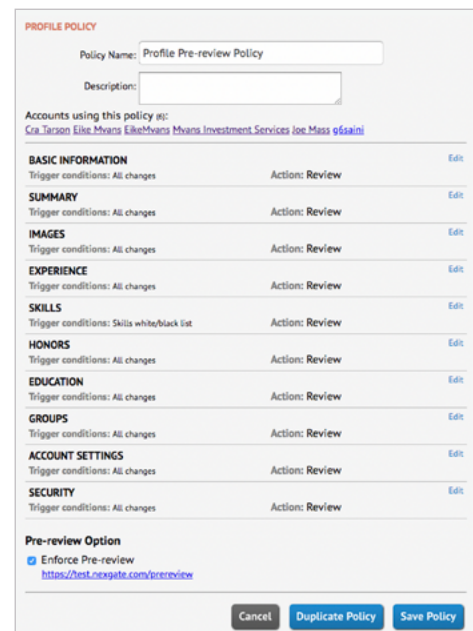 PROFILE POLICY
Policy Name: Profile Pre-review Policy
Description:
Accounts using this policy (6):
Cra Tarson Eike Mvans EikeMvans Mvans Investment Services Joe Mass g6saini
BASIC INFORMATION Edit
Trigger conditions: All changes Action: Review
SUMMARY Edit
Trigger conditions: All changes Action: Review
IMAGES Edit
Trigger conditions: All changes Action: Review
EXPERIENCE Edit
Trigger conditions: All changes Action: Review
SKILLS Edit
Trigger conditions: Skills white/black list Action: Review
HONORS Edit
Trigger conditions: All changes Action: Review
EDUCATION Edit
Trigger conditions: All changes Action: Review
GROUPS Edit
Trigger conditions: All changes Action: Review
ACCOUNT SETTINGS Edit
Trigger conditions: All changes Action: Review
SECURITY Edit
Trigger conditions: All changes Action: Review
Pre-review Option
Enforce Pre-review
https://test.nexgate.com/prereview
Cancel Duplicate Policy Save Policy